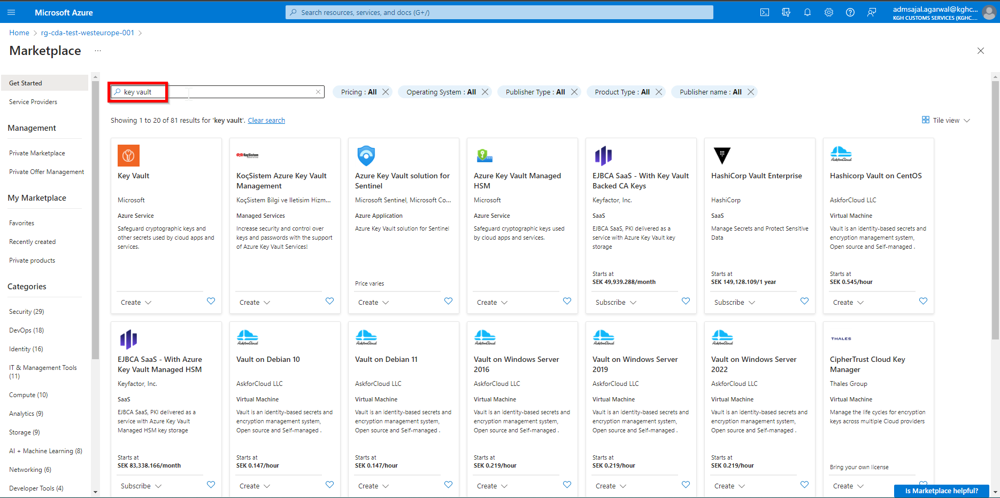 Microsoft Azure
Search resources, services, and docs (G+/)
admsajal.agarwal@kghc...
KGH CUSTOMS SERVICES (KGHC....
Home > rg-cda-test-westeurope-001 >
Marketplace ...
Get Started
Service Providers
Management
Private Marketplace
Private Offer Management
My Marketplace
Favorites
Recently created
Private products
Categories
Security (29)
DevOps (18)
Identity (16)
IT & Management Tools
(11)
Compute (10)
Analytics (9)
Storage (9)
AI + Machine Learning (8)
Networking (6)
Developer Tools (4)
key vault
Pricing : All
Operating System : All
Publisher Type : All
Product Type : All
Publisher name : All
Showing 1 to 20 of 81 results for 'key vault'. Clear search
Tile view
Key Vault
Microsoft
Azure Service
Safeguard cryptographic keys and
other secrets used by cloud apps and
services.
Create
KoçSistem
KoçSistem Azure Key Vault
Management
KoçSistem Bilgi ve Iletisim Hizm...
Managed Services
Increase security and control over
keys and passwords with the support
of Azure Key Vault Services!
Create
Azure Key Vault solution for
Sentinel
Microsoft Sentinel, Microsoft Co...
Azure Application
Azure Key Vault solution for Sentinel
Price varies
Create
Azure Key Vault Managed
HSM
Microsoft
Azure Service
Safeguard cryptographic keys used
by cloud apps and services.
Create
EJBCA SaaS - With Key Vault
Backed CA Keys
Keyfactor, Inc.
SaaS
EJBCA SaaS, PKI delivered as a
service with Azure Key Vault key
storage
Starts at
SEK 49,939.288/month
Subscribe
HashiCorp Vault Enterprise
HashiCorp
SaaS
Manage Secrets and Protect Sensitive
Data
Starts at
SEK 149,128.109/1 year
Subscribe
AskforCloud
Hashicorp Vault on CentOS
AskforCloud LLC
Virtual Machine
Vault is an identity-based secrets and
encryption management system,
Open source and Self-managed .
Starts at
SEK 0.545/hour
Create
EJBCA SaaS - With Azure
Key Vault Managed HSM
Keyfactor, Inc.
SaaS
EJBCA SaaS, PKI delivered as a
service with Azure Key Vault
Managed HSM key storage
Starts at
SEK 83,338.166/month
Subscribe
AskforCloud
Vault on Debian 10
AskforCloud LLC
Virtual Machine
Vault is an identity-based secrets and
encryption management system,
Open source and Self-managed .
Starts at
SEK 0.147/hour
Create
AskforCloud
Vault on Debian 11
AskforCloud LLC
Virtual Machine
Vault is an identity-based secrets and
encryption management system,
Open source and Self-managed .
Starts at
SEK 0.147/hour
Create
AskforCloud
Vault on Windows Server
2016
AskforCloud LLC
Virtual Machine
Vault is an identity-based secrets and
encryption management system,
Open source and Self-managed .
Starts at
SEK 0.219/hour
Create
AskforCloud
Vault on Windows Server
2019
AskforCloud LLC
Virtual Machine
Vault is an identity-based secrets and
encryption management system,
Open source and Self-managed .
Starts at
SEK 0.219/hour
Create
AskforCloud
Vault on Windows Server
2022
AskforCloud LLC
Virtual Machine
Vault is an identity-based secrets and
encryption management system,
Open source and Self-managed .
Starts at
SEK 0.219/hour
Create
THALES
CipherTrust Cloud Key
Manager
Thales Group
Virtual Machine
Manage the life cycles for encryption
keys across multiple Cloud providers
Bring your own license
Create
Is Marketplace helpful?